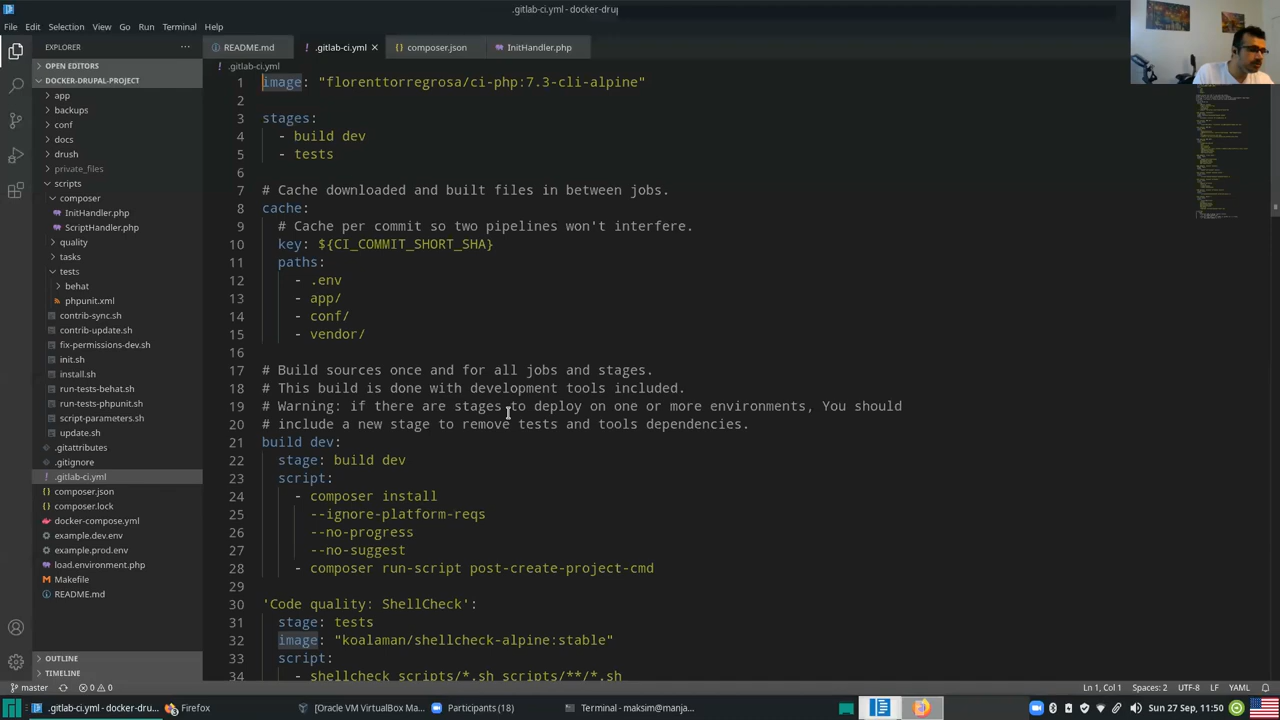 .gitlab-ci.yml - docker-drup
File Edit Selection View Go Run Terminal Help
EXPLORER ···
README.md
! .gitlab-ci.yml ×
{} composer.json
InitHandler.php
OPEN EDITORS
! .gitlab-ci.yml
DOCKER-DRUPAL-PROJECT
app
backups
conf
docs
drush
private_files
scripts
composer
InitHandler.php
ScriptHandler.php
quality
tasks
tests
behat
phpunit.xml
contrib-sync.sh
contrib-update.sh
fix-permissions-dev.sh
init.sh
install.sh
run-tests-behat.sh
run-tests-phpunit.sh
script-parameters.sh
update.sh
.gitattributes
.gitignore
! .gitlab-ci.yml
{} composer.json
{} composer.lock
docker-compose.yml
example.dev.env
example.prod.env
load.environment.php
Makefile
README.md
OUTLINE
TIMELINE
1 image: "florenttorregrosa/ci-php:7.3-cli-alpine"
2
3 stages:
4 - build dev
5 - tests
6
7 # Cache downloaded and built files in between jobs.
8 cache:
9 # Cache per commit so two pipelines won't interfere.
10 key: ${CI_COMMIT_SHORT_SHA}
11 paths:
12 - .env
13 - app/
14 - conf/
15 - vendor/
16
17 # Build sources once and for all jobs and stages.
18 # This build is done with development tools included.
19 # Warning: if there are stages to deploy on one or more environments, You should
20 # include a new stage to remove tests and tools dependencies.
21 build dev:
22 stage: build dev
23 script:
24 - composer install
25 --ignore-platform-reqs
26 --no-progress
27 --no-suggest
28 - composer run-script post-create-project-cmd
29
30 'Code quality: ShellCheck':
31 stage: tests
32 image: "koalaman/shellcheck-alpine:stable"
33 script:
34 - shellcheck scripts/*.sh scripts/**/*.sh
master 0 0 Ln 1, Col 1 Spaces: 2 UTF-8 LF YAML
.gitlab-ci.yml - docker-dru... Firefox [Oracle VM VirtualBox Ma... Participants (18) Terminal - maksim@manja... Sun 27 Sep, 11:50